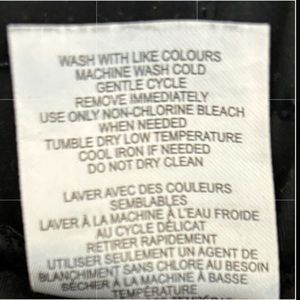 WASH WITH LIKE COLOURS
MACHINE WASH COLD
GENTLE CYCLE
REMOVE IMMEDIATELY
USE ONLY NON-CHLORINE BLEACH
WHEN NEEDED
TUMBLE DRY LOW TEMPERATURE
COOL IRON IF NEEDED
DO NOT DRY CLEAN
LAVER AVEC DES COULEURS
SEMBLABLES
LAVER À LA MACHINE À L'EAU FROIDE
AU CYCLE DÉLICAT
RETIRER RAPIDEMENT
UTILISER SEULEMENT UN AGENT DE
BLANCHIMENT SANS CHLORE AU BESOIN
SÉCHER À LA MACHINE À BASSE
TEMPÉRATURE